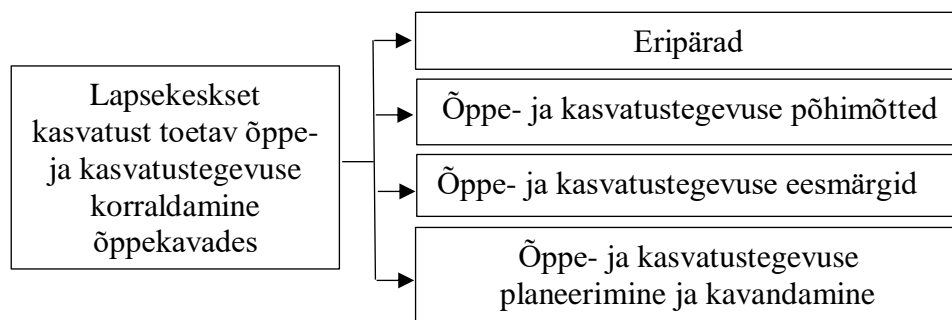 Lapsekeskset
kasvatust toetav õppe-
ja kasvatustegevuse
korraldamine
õppekavades
Eripärad
Õppe- ja kasvatustegevuse põhimõtted
Õppe- ja kasvatustegevuse eesmärgid
Õppe- ja kasvatustegevuse
planeerimine ja kavandamine